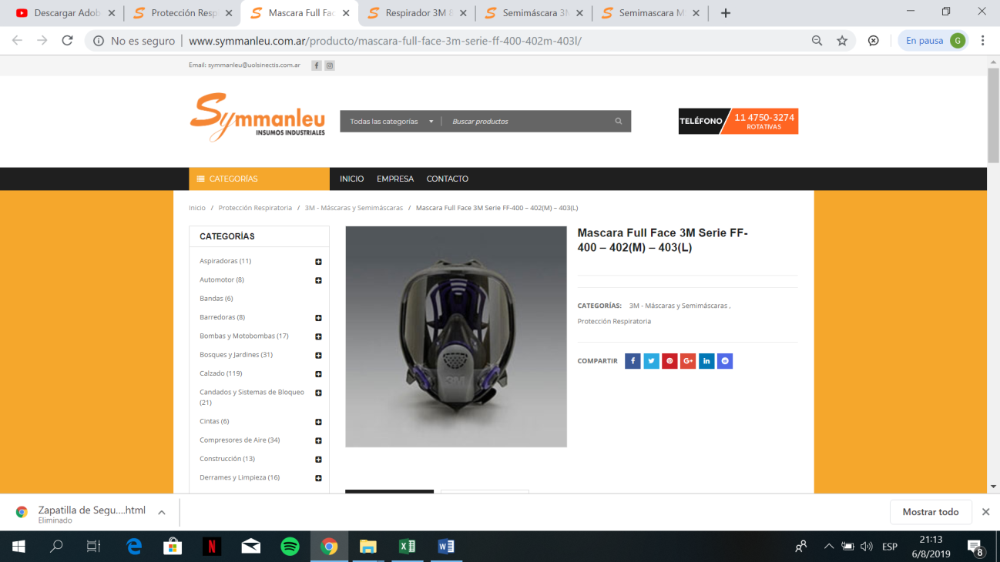 Descargar Adob
Protección Resp
Mascara Full Fac
Respirador 3M 8
Semimáscara 3M
Semimascara M
No es seguro
www.symmanleu.com.ar/producto/mascara-full-face-3m-serie-ff-400-402m-403l/
En pausa
G
Email: symmanleu@uolsinectis.com.ar
Symmanleu
INSUMOS INDUSTRIALES
Todas las categorías
Buscar productos
TELÉFONO
11 4750-3274
ROTATIVAS
CATEGORÍAS
INICIO
EMPRESA
CONTACTO
Inicio / Protección Respiratoria / 3M - Máscaras y Semimáscaras / Mascara Full Face 3M Serie FF-400 – 402(M) – 403(L)
CATEGORÍAS
Aspiradoras (11)
Automotor (8)
Bandas (6)
Barredoras (8)
Bombas y Motobombas (17)
Bosques y Jardines (31)
Calzado (119)
Candados y Sistemas de Bloqueo
(21)
Cintas (6)
Compresores de Aire (34)
Construcción (13)
Derrames y Limpieza (16)
3M
Mascara Full Face 3M Serie FF-
400 – 402(M) – 403(L)
CATEGORÍAS: 3M - Máscaras y Semimáscaras ,
Protección Respiratoria
COMPARTIR
Zapatilla de Segu....html
Eliminado
Mostrar todo
ESP
21:13
6/8/2019
8